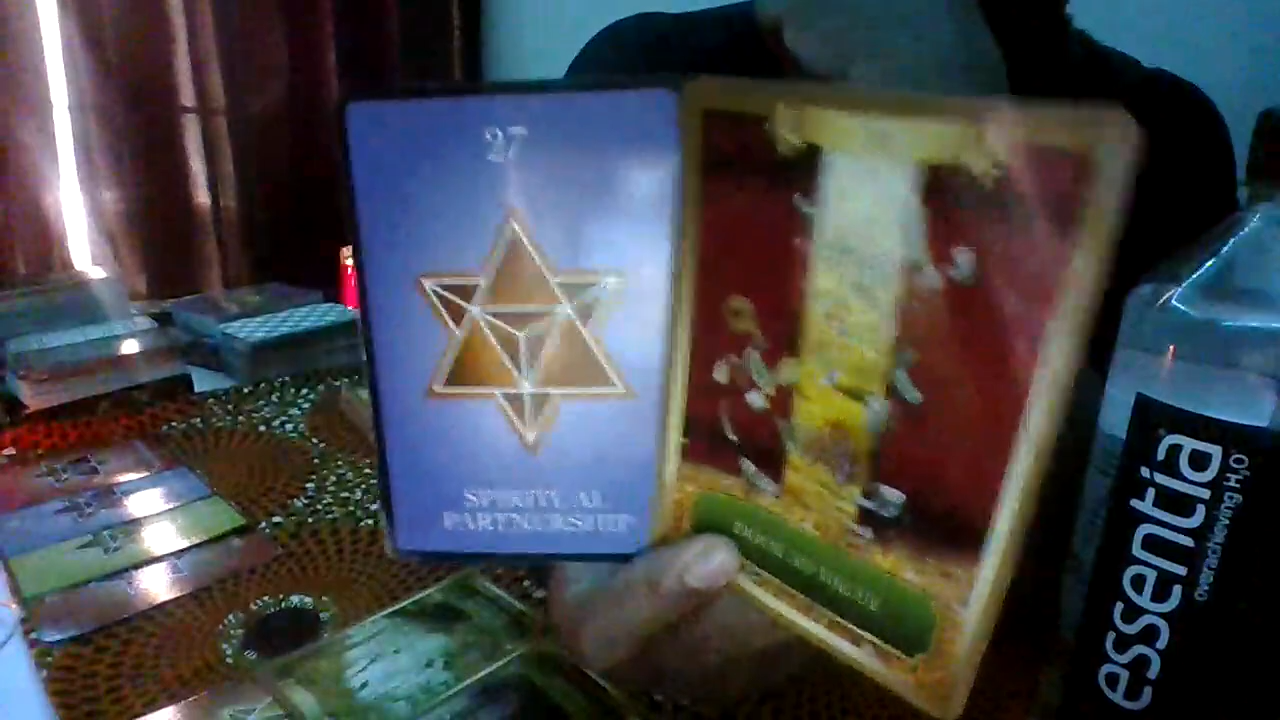 27
SPIRITUAL
PARTNERSHIP
essentia
overachieving H₂O